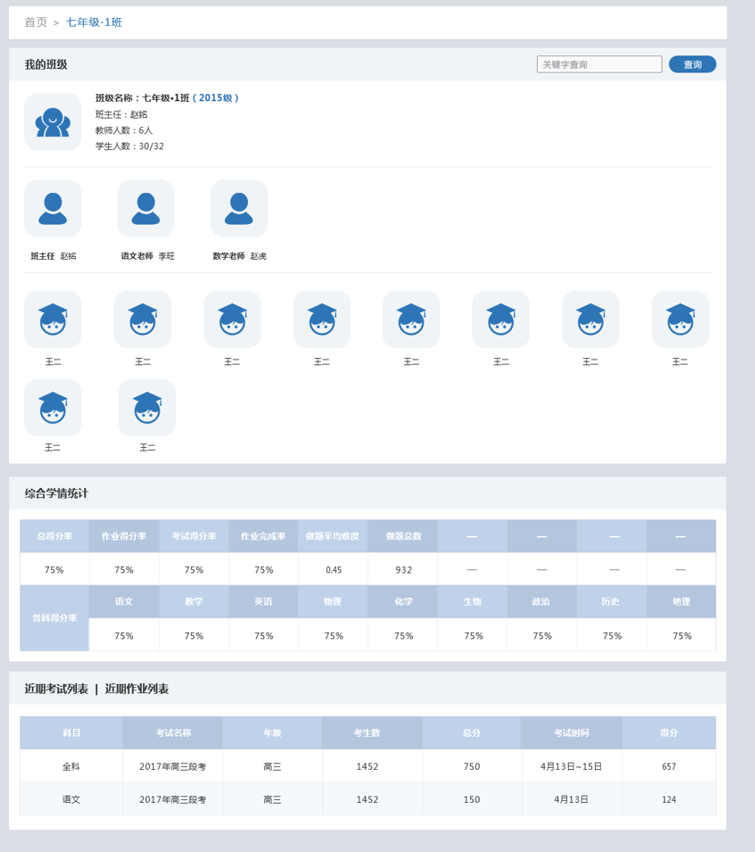 首页 > 七年级·1班
我的班级
关键字查询 查询
班级名称：七年级•1班（2015级）
班主任：赵铭
教师人数：6人
学生人数：30/32
班主任 赵铭 语文老师 李旺 数学老师 赵虎
王二 王二 王二 王二 王二 王二 王二 王二
王二 王二
综合学情统计
总得分率 作业得分率 考试得分率 作业完成率 做题平均难度 做题总数 — — — —
75% 75% 75% 75% 0.45 932 — — — —
各科得分率 语文 数学 英语 物理 化学 生物 政治 历史 地理
75% 75% 75% 75% 75% 75% 75% 75% 75%
近期考试列表 | 近期作业列表
科目 考试名称 年级 考生数 总分 考试时间 得分
全科 2017年高三段考 高三 1452 750 4月13日~15日 657
语文 2017年高三段考 高三 1452 150 4月13日 124